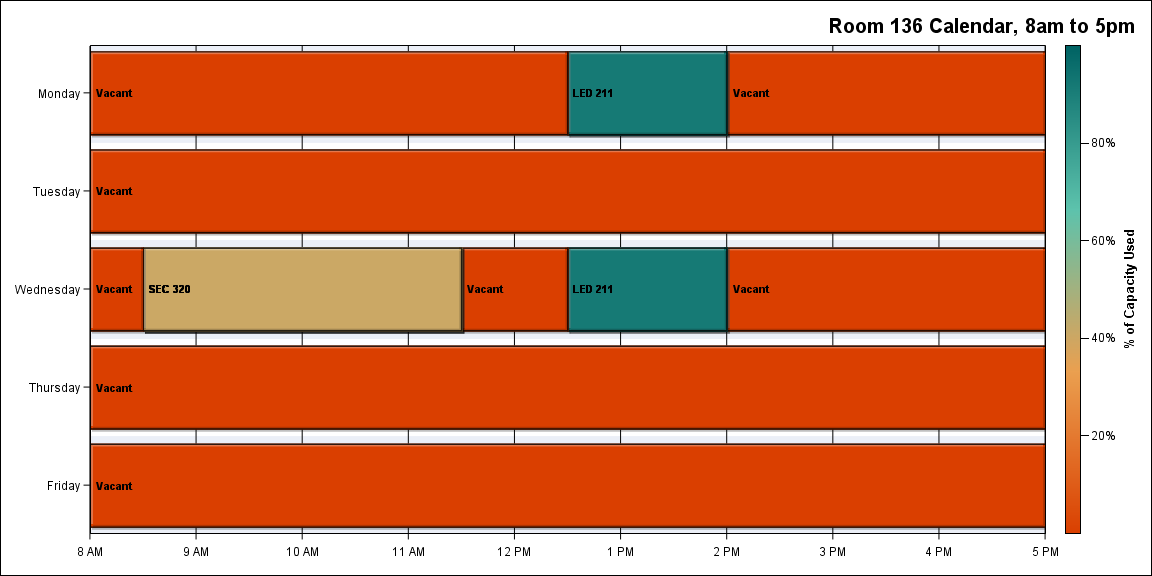 Room 136 Calendar, 8am to 5pm
Monday
Vacant
LED 211
Vacant
Tuesday
Vacant
Wednesday
Vacant
SEC 320
Vacant
LED 211
Vacant
Thursday
Vacant
Friday
Vacant
8 AM
9 AM
10 AM
11 AM
12 PM
1 PM
2 PM
3 PM
4 PM
5 PM
80%
60%
40%
20%
% of Capacity Used